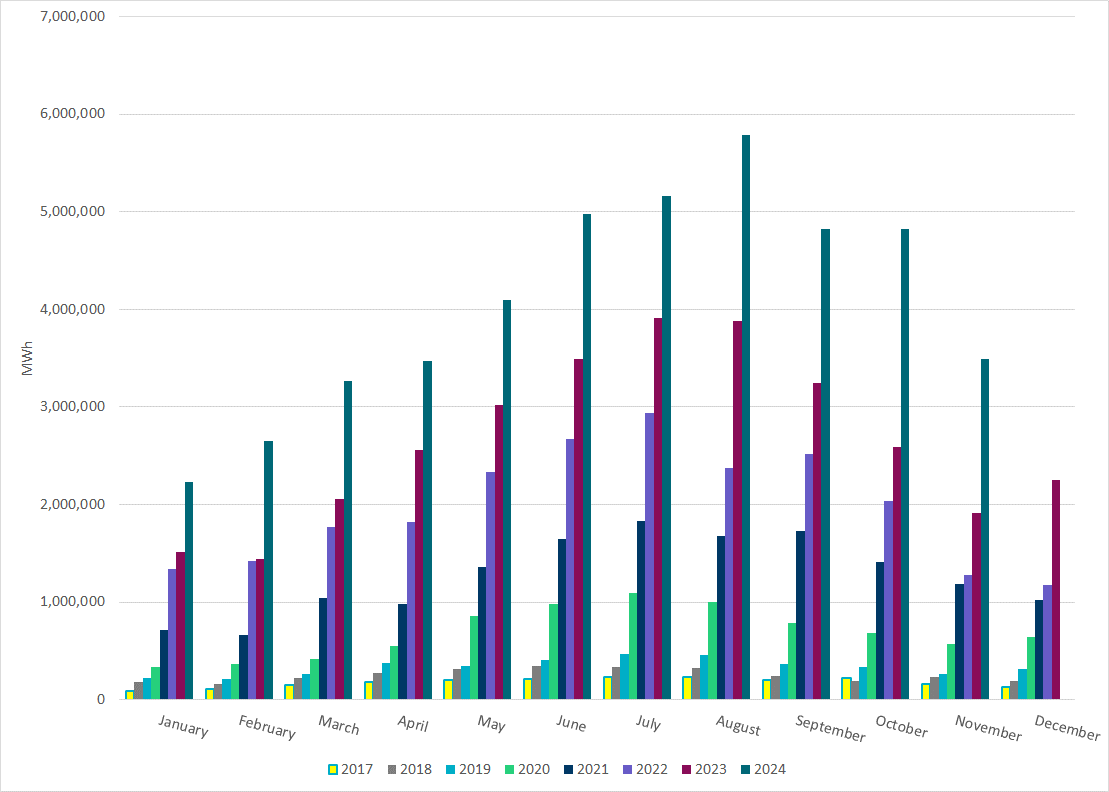 7,000,000
6,000,000
5,000,000
4,000,000
3,000,000
2,000,000
1,000,000
0
MWh
January February March April May June July August September October November December
2017 2018 2019 2020 2021 2022 2023 2024